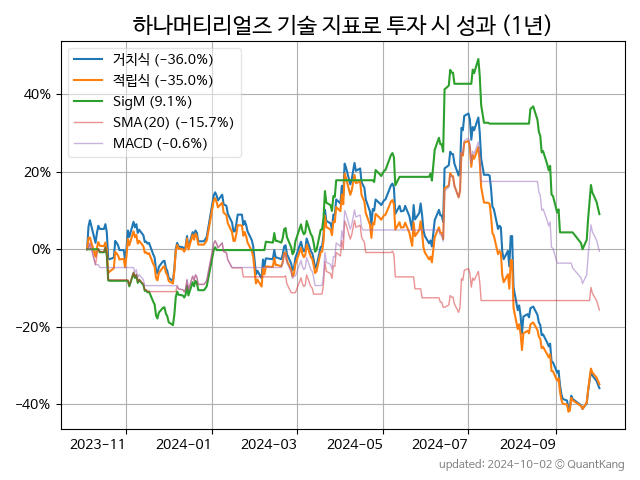 하나머티리얼즈 기술 지표로 투자 시 성과 (1년)
거치식 (−36.0%)
적립식 (−35.0%)
SigM (9.1%)
SMA(20) (−15.7%)
MACD (−0.6%)
40%
20%
0%
−20%
−40%
2023−11 2024−01 2024−03 2024−05 2024−07 2024−09
updated: 2024-10-02 © QuantKang